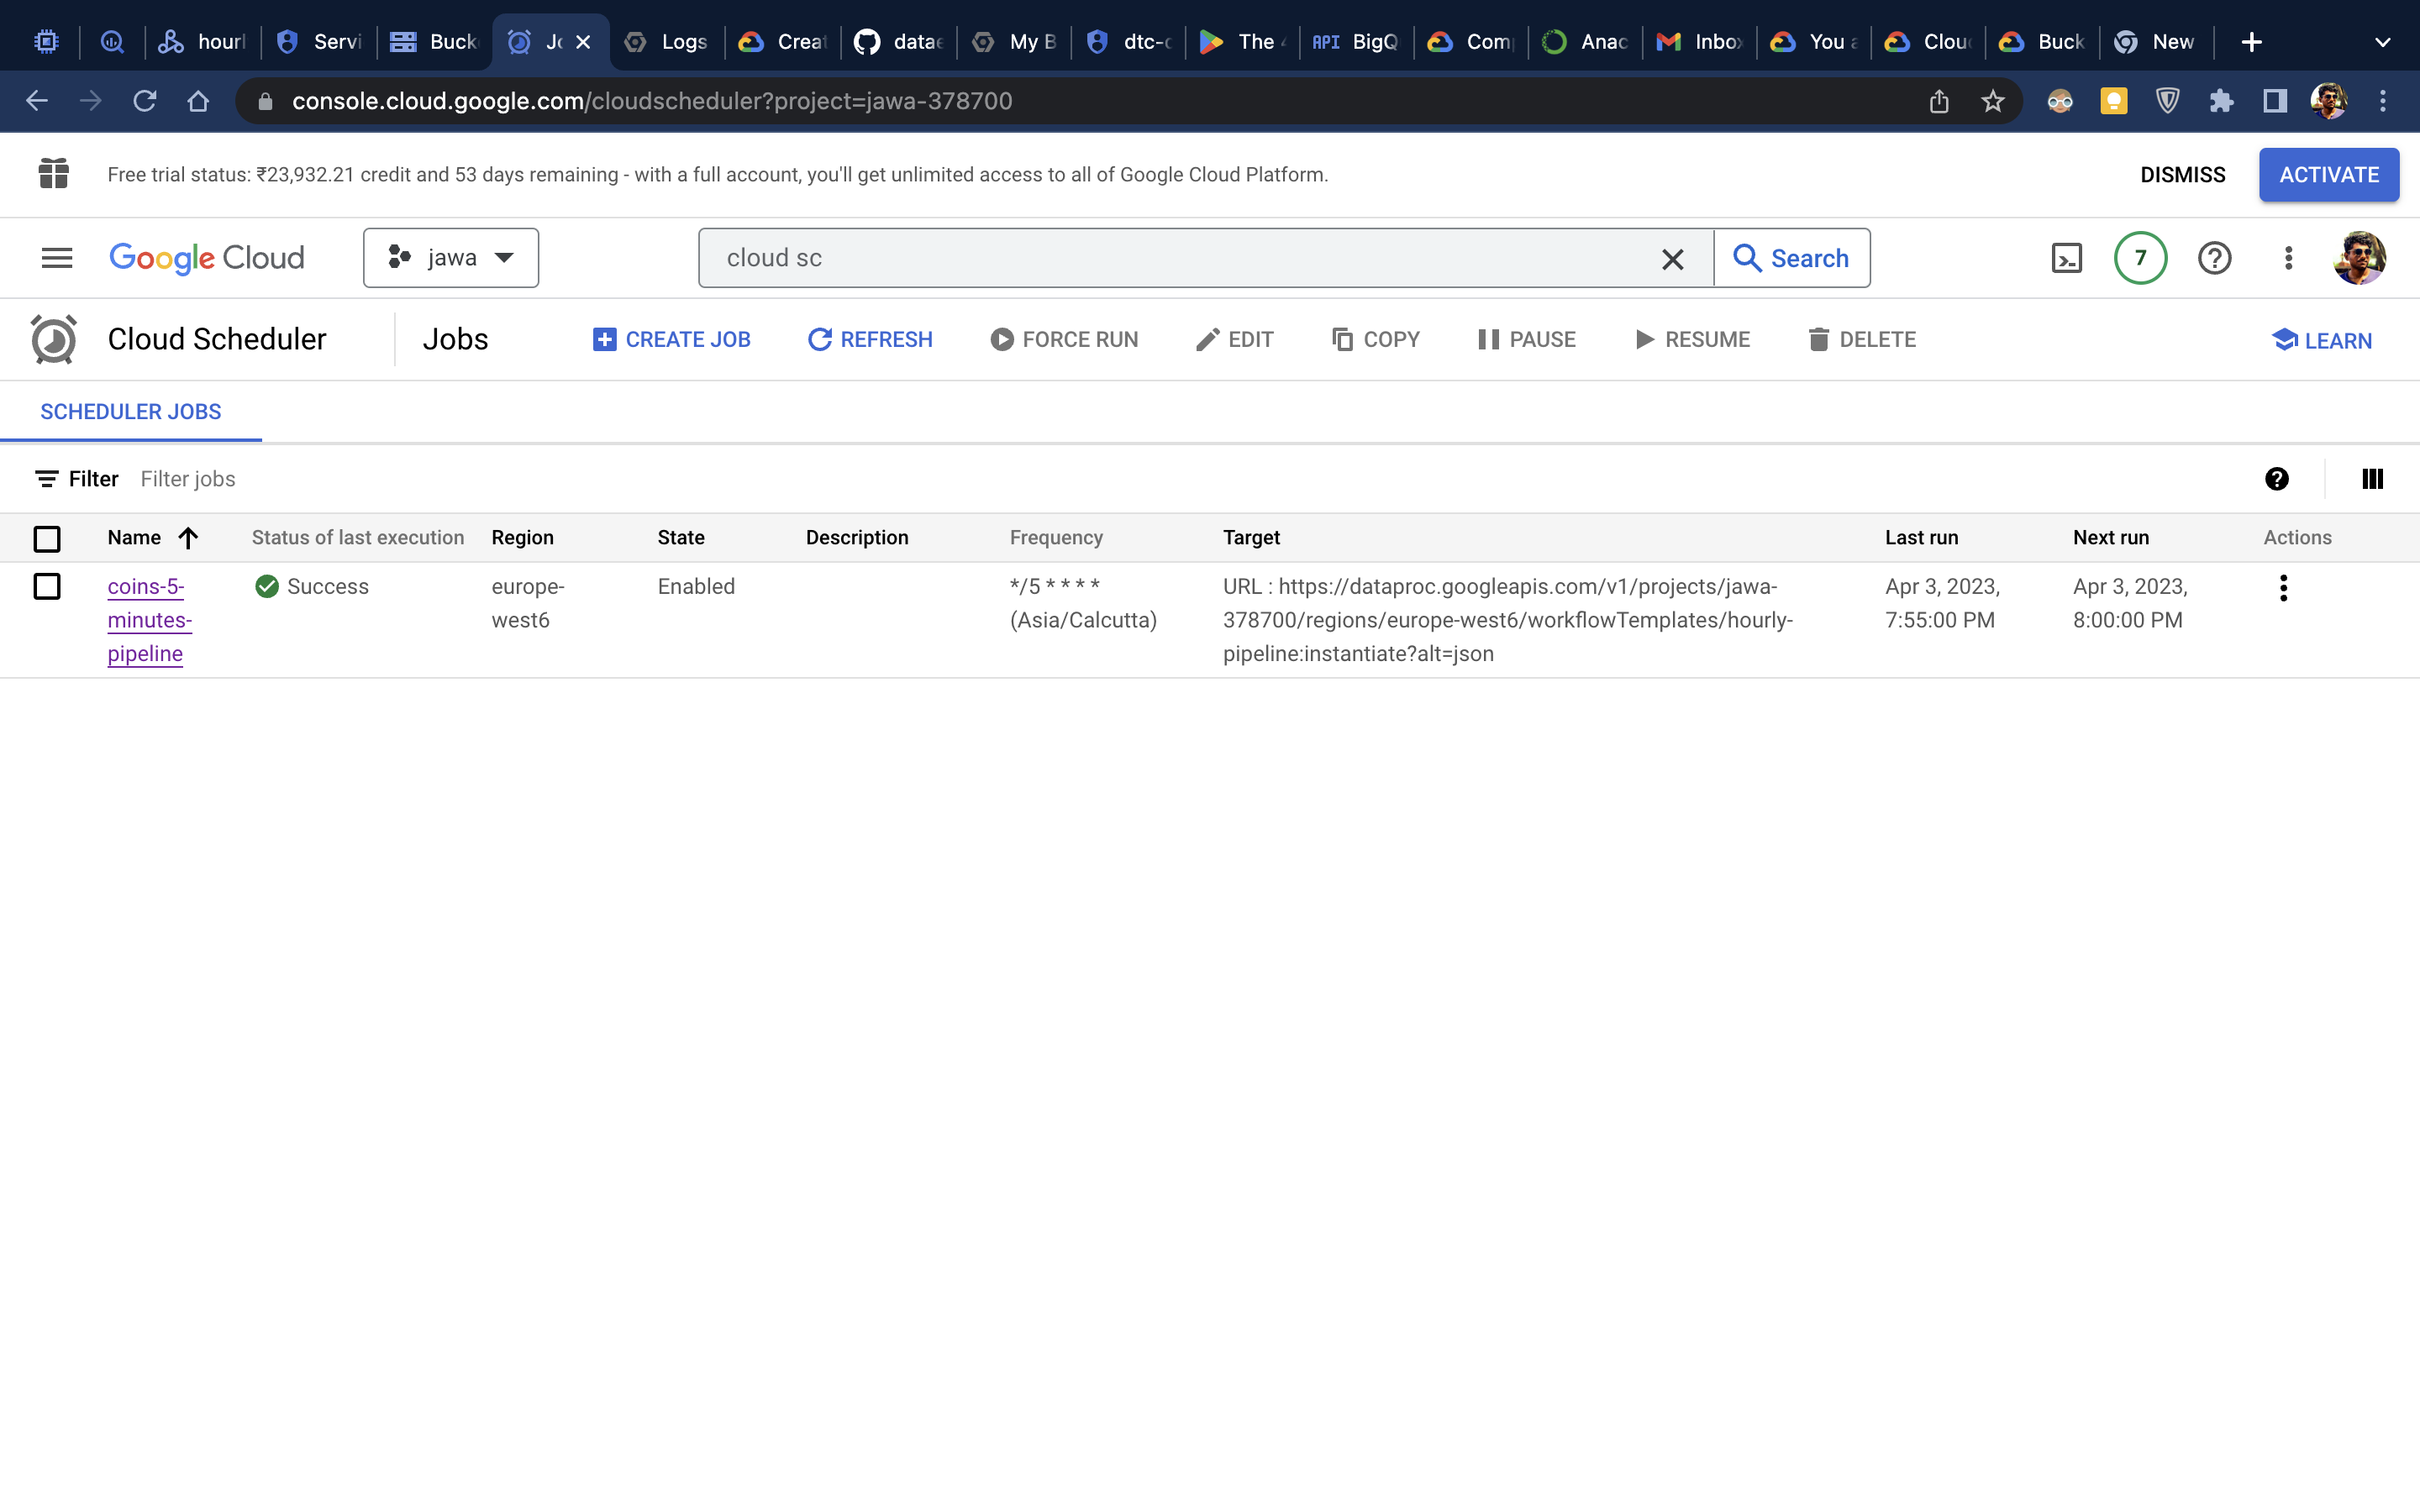 hourl
Servi
Buck
Jo
Logs
Creat
datae
My B
dtc-c
The
API BigQ
Com
Anac
Inbox
You a
Clou
Buck
New
console.cloud.google.com/cloudscheduler?project=jawa-378700
Free trial status: ₹23,932.21 credit and 53 days remaining - with a full account, you'll get unlimited access to all of Google Cloud Platform.
DISMISS
ACTIVATE
Google Cloud
jawa
cloud sc
Search
7
Cloud Scheduler
Jobs
CREATE JOB
REFRESH
FORCE RUN
EDIT
COPY
PAUSE
RESUME
DELETE
LEARN
SCHEDULER JOBS
Filter Filter jobs
Name
Status of last execution
Region
State
Description
Frequency
Target
Last run
Next run
Actions
coins-5-
minutes-
pipeline
Success
europe-
west6
Enabled
*/5 * * * *
(Asia/Calcutta)
URL : https://dataproc.googleapis.com/v1/projects/jawa-
378700/regions/europe-west6/workflowTemplates/hourly-
pipeline:instantiate?alt=json
Apr 3, 2023,
7:55:00 PM
Apr 3, 2023,
8:00:00 PM